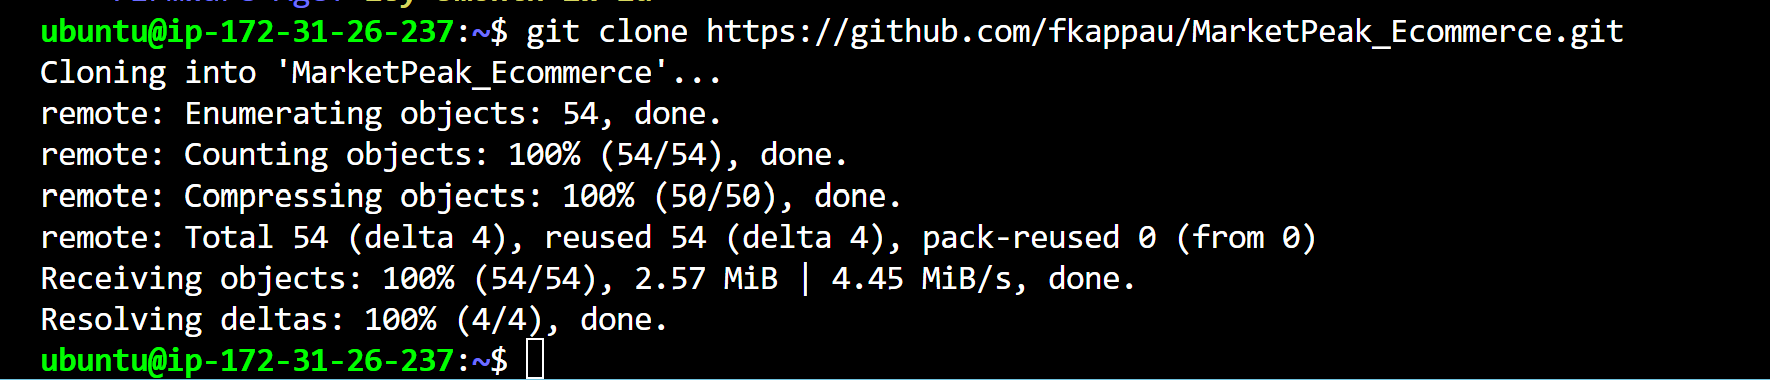 ubuntu@ip-172-31-26-237:~$ git clone https://github.com/fkappau/MarketPeak_Ecommerce.git
Cloning into 'MarketPeak_Ecommerce'...
remote: Enumerating objects: 54, done.
remote: Counting objects: 100% (54/54), done.
remote: Compressing objects: 100% (50/50), done.
remote: Total 54 (delta 4), reused 54 (delta 4), pack-reused 0 (from 0)
Receiving objects: 100% (54/54), 2.57 MiB | 4.45 MiB/s, done.
Resolving deltas: 100% (4/4), done.
ubuntu@ip-172-31-26-237:~$